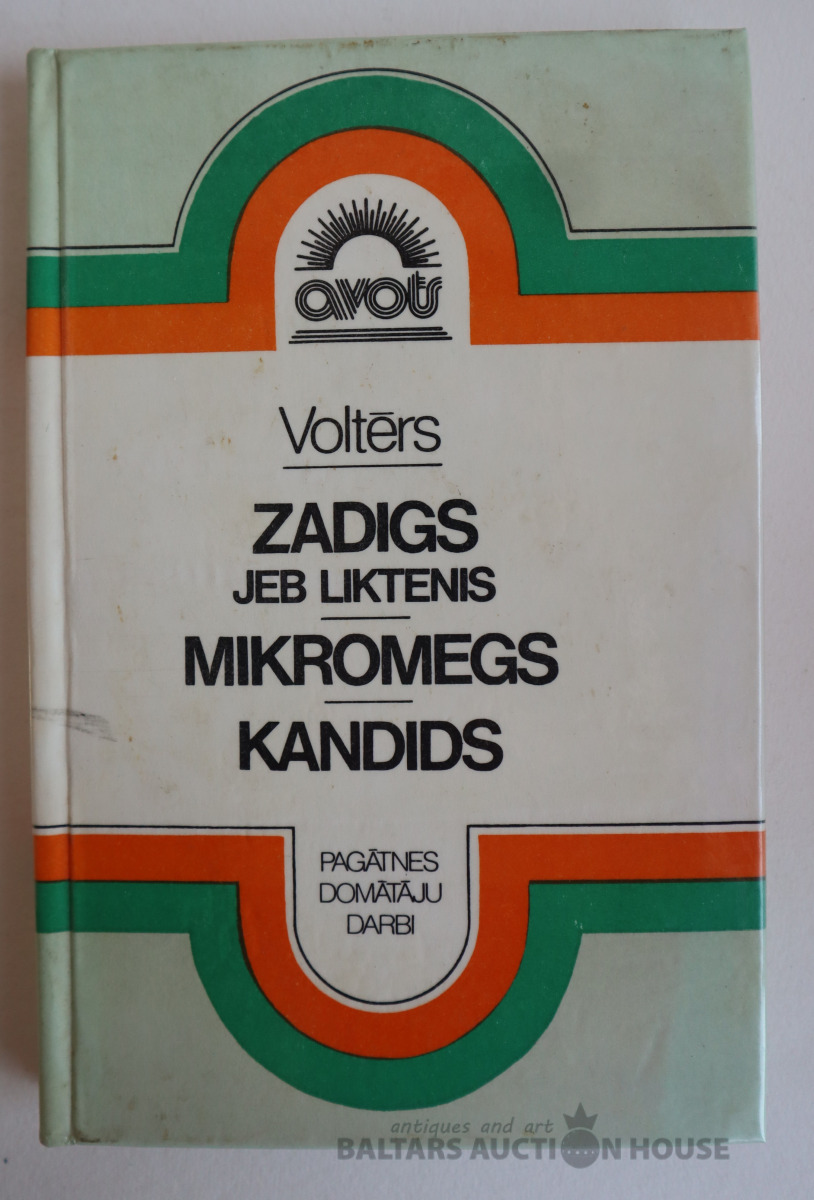 avots
Voltērs
ZADIGS
JEB LIKTENIS
MIKROMEGS
KANDIDS
PAGĀTNES
DOMĀTĀJU
DARBI
antiques and art
BALTARS AUCTION HOUSE